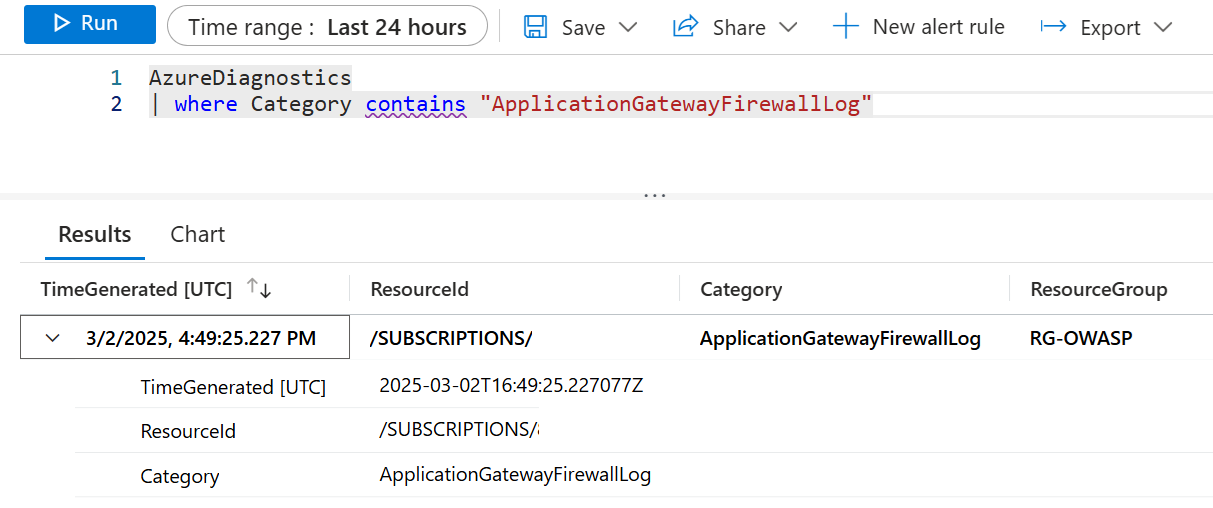 Run Time range : Last 24 hours Save Share New alert rule Export
1 AzureDiagnostics
2 | where Category contains "ApplicationGatewayFirewallLog"
...
Results Chart
TimeGenerated [UTC] ResourceId Category ResourceGroup
3/2/2025, 4:49:25.227 PM /SUBSCRIPTIONS/ ApplicationGatewayFirewallLog RG-OWASP
TimeGenerated [UTC] 2025-03-02T16:49:25.227077Z
ResourceId /SUBSCRIPTIONS/
Category ApplicationGatewayFirewallLog